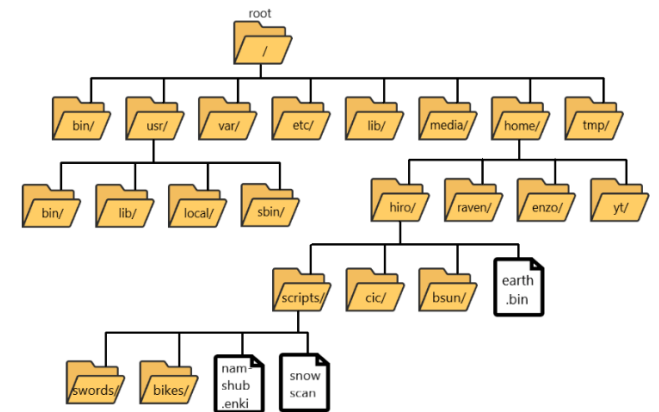 root
/
bin/
usr/
var/
etc/
lib/
media/
home/
tmp/
bin/
lib/
local/
sbin/
hiro/
raven/
enzo/
yt/
scripts/
cic/
bsun/
earth
.bin
swords/
bikes/
nam-
shub
.enki
snow
scan